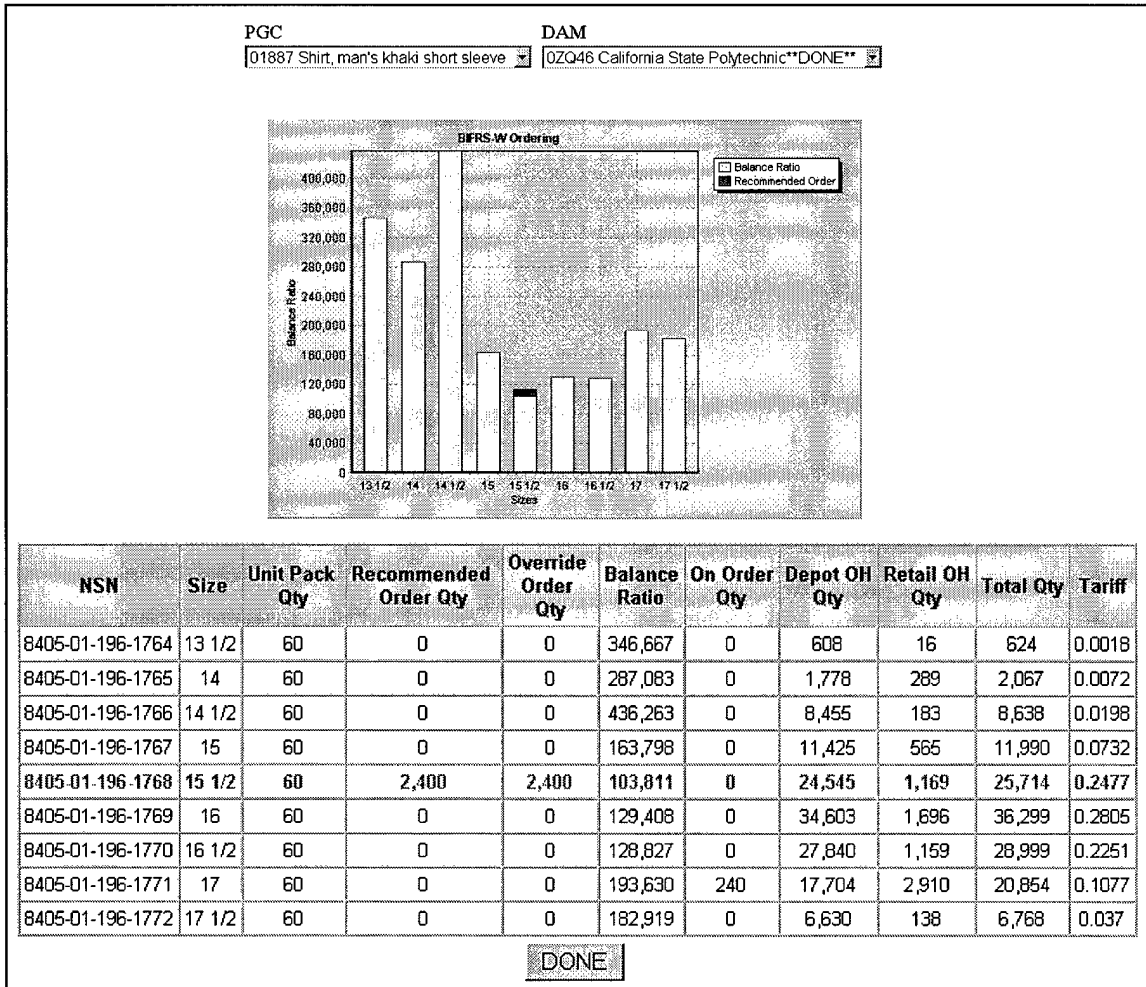 PGC DAM
01887 Shirt, man's khaki short sleeve 0ZQ46 California State Polytechnic**DONE**
BIFRS-W Ordering
Balance Ratio
Recommended Order
Balance Ratio
400,000
360,000
320,000
280,000
240,000
200,000
160,000
120,000
80,000
40,000
0
13 1/2 14 14 1/2 15 15 1/2 16 16 1/2 17 17 1/2
Sizes
NSN Size Unit Pack Qty Recommended Order Qty Override Order Qty Balance Ratio On Order Qty Depot OH Qty Retail OH Qty Total Qty Tariff
8405-01-196-1764 13 1/2 60 0 0 346,667 0 608 16 624 0.0018
8405-01-196-1765 14 60 0 0 287,083 0 1,778 289 2,067 0.0072
8405-01-196-1766 14 1/2 60 0 0 436,263 0 8,455 183 8,638 0.0198
8405-01-196-1767 15 60 0 0 163,798 0 11,425 565 11,990 0.0732
8405-01-196-1768 15 1/2 60 2,400 2,400 103,811 0 24,545 1,169 25,714 0.2477
8405-01-196-1769 16 60 0 0 129,408 0 34,603 1,696 36,299 0.2805
8405-01-196-1770 16 1/2 60 0 0 128,827 0 27,840 1,159 28,999 0.2251
8405-01-196-1771 17 60 0 0 193,630 240 17,704 2,910 20,854 0.1077
8405-01-196-1772 17 1/2 60 0 0 182,919 0 6,630 138 6,768 0.037
DONE